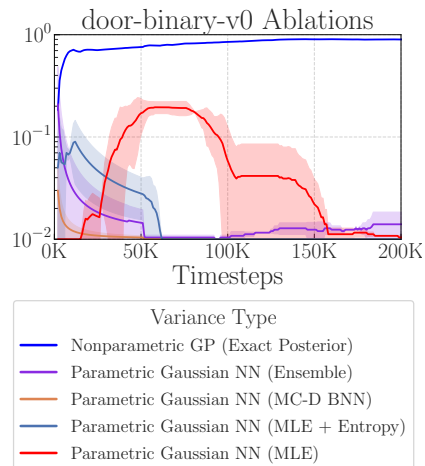 door-binary-v0 Ablations
10^0
10^-1
10^-2
0K 50K 100K 150K 200K
Timesteps
Variance Type
Nonparametric GP (Exact Posterior)
Parametric Gaussian NN (Ensemble)
Parametric Gaussian NN (MC-D BNN)
Parametric Gaussian NN (MLE + Entropy)
Parametric Gaussian NN (MLE)